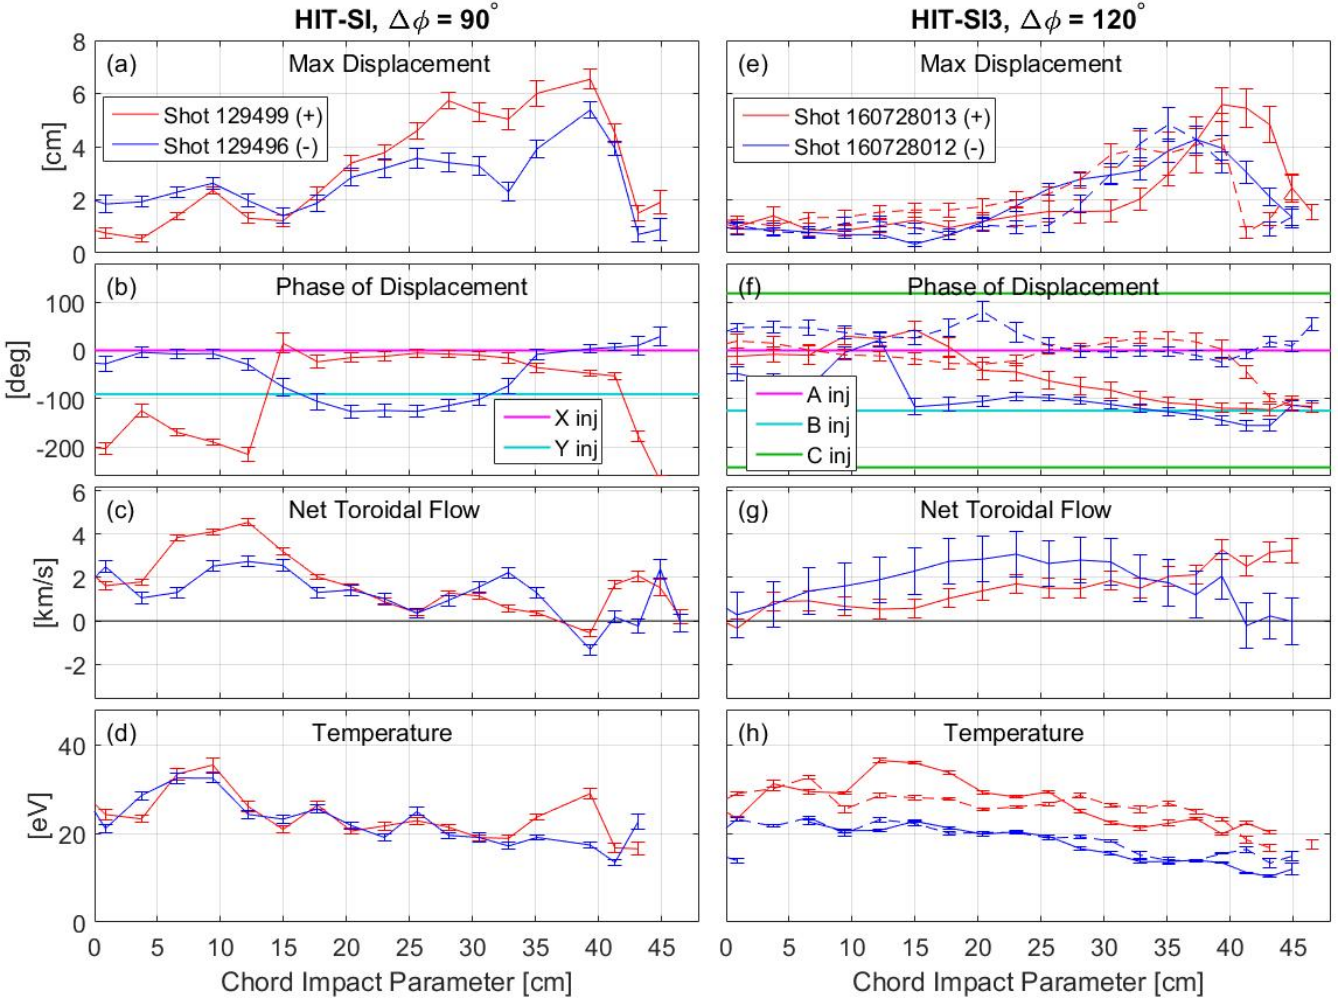 HIT-SI, Δϕ = 90°
HIT-SI3, Δϕ = 120°
(a) Max Displacement
Shot 129499 (+)
Shot 129496 (-)
8
6
4
2
0
[cm]
(e) Max Displacement
Shot 160728013 (+)
Shot 160728012 (-)
(b) Phase of Displacement
100
0
-100
-200
[deg]
X inj
Y inj
(f) Phase of Displacement
A inj
B inj
C inj
(c) Net Toroidal Flow
6
4
2
0
-2
[km/s]
(g) Net Toroidal Flow
(d) Temperature
40
20
0
[eV]
(h) Temperature
0 5 10 15 20 25 30 35 40 45
Chord Impact Parameter [cm]
0 5 10 15 20 25 30 35 40 45
Chord Impact Parameter [cm]